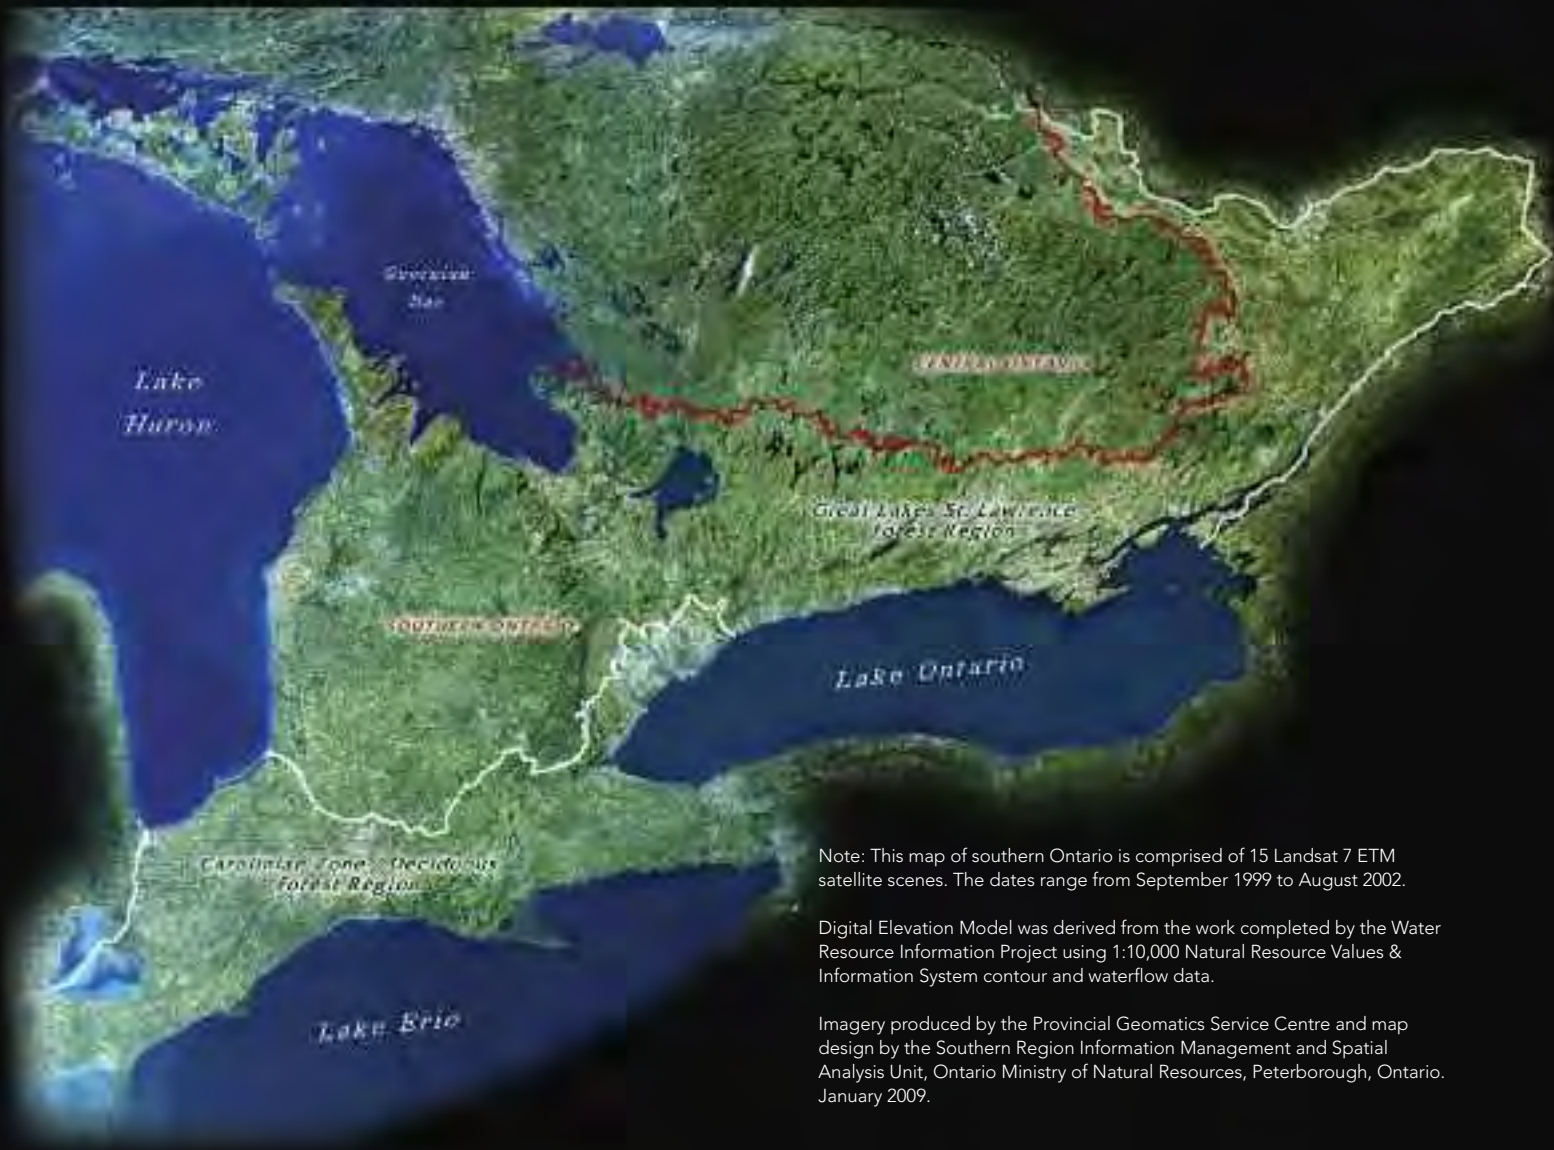 Georgian
Bay
Lake
Huron
CENTRAL ONTARIO
Great Lakes St. Lawrence
Forest Region
SOUTHERN ONTARIO
Lake Ontario
Carolinian Zone / Deciduous
Forest Region
Lake Erie
Note: This map of southern Ontario is comprised of 15 Landsat 7 ETM
satellite scenes. The dates range from September 1999 to August 2002.
Digital Elevation Model was derived from the work completed by the Water
Resource Information Project using 1:10,000 Natural Resource Values &
Information System contour and waterflow data.
Imagery produced by the Provincial Geomatics Service Centre and map
design by the Southern Region Information Management and Spatial
Analysis Unit, Ontario Ministry of Natural Resources, Peterborough, Ontario.
January 2009.